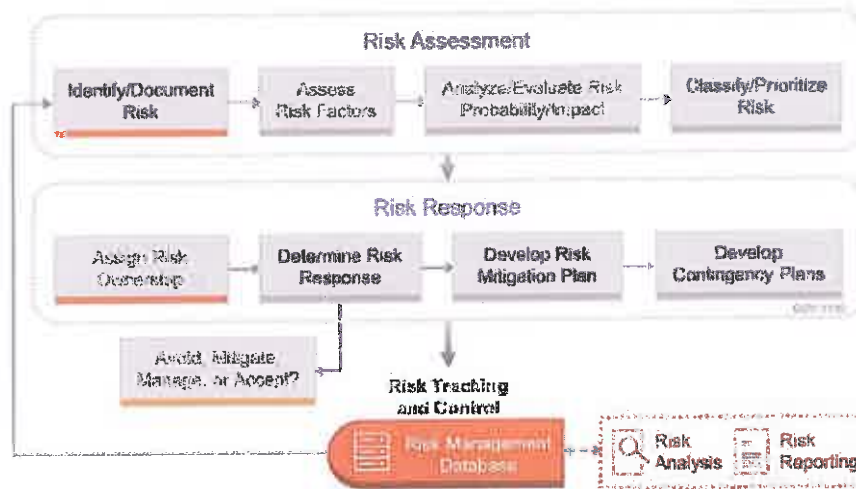 Risk Assessment
Identify/Document
Risk
Assess
Risk Factors
Analyze/Evaluate Risk
Probability/Impact
Classify/Prioritize
Risk
Risk Response
Assign Risk
Ownership
Determine Risk
Response
Develop Risk
Mitigation Plan
Develop
Contingency Plans
Avoid, Mitigate,
Manage, or Accept?
Risk Tracking
and Control
Risk Management
Database
Risk
Analysis
Risk
Reporting